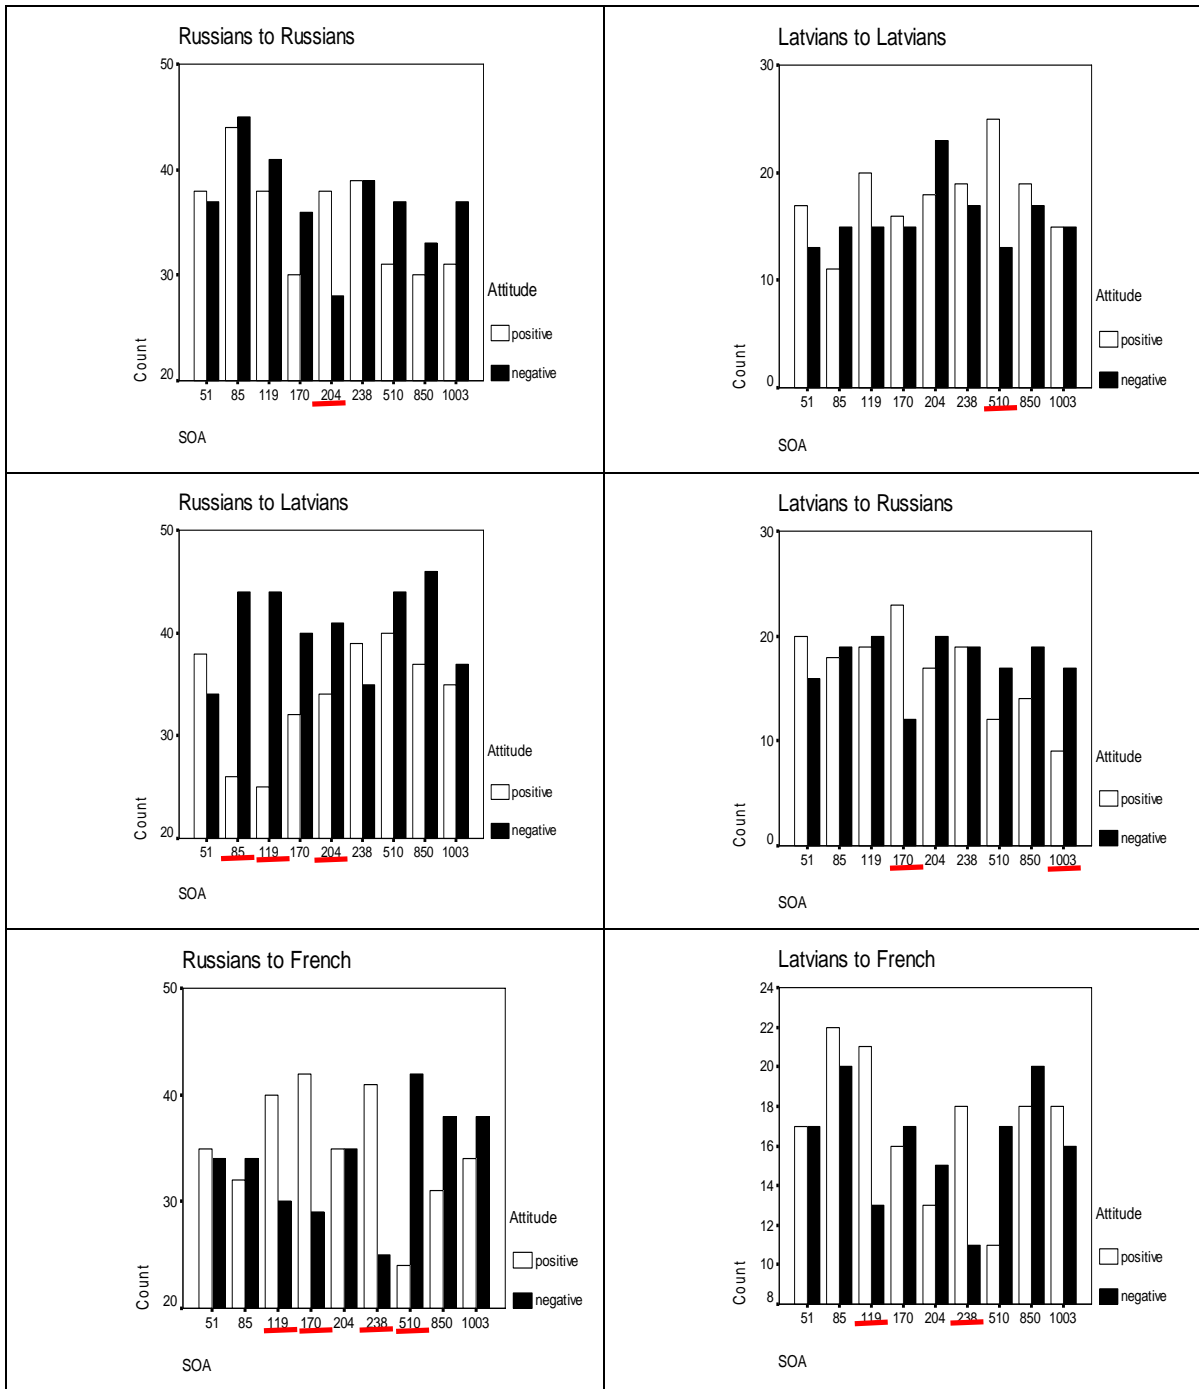 Russians to Russians
50
40
30
20
Count
51 85 119 170 204 238 510 850 1003
SOA
Attitude
positive
negative
Latvians to Latvians
30
20
10
0
Count
51 85 119 170 204 238 510 850 1003
SOA
Attitude
positive
negative
Russians to Latvians
50
40
30
20
Count
51 85 119 170 204 238 510 850 1003
SOA
Attitude
positive
negative
Latvians to Russians
30
20
10
0
Count
51 85 119 170 204 238 510 850 1003
SOA
Attitude
positive
negative
Russians to French
50
40
30
20
Count
51 85 119 170 204 238 510 850 1003
SOA
Attitude
positive
negative
Latvians to French
24
22
20
18
16
14
12
10
8
Count
51 85 119 170 204 238 510 850 1003
SOA
Attitude
positive
negative